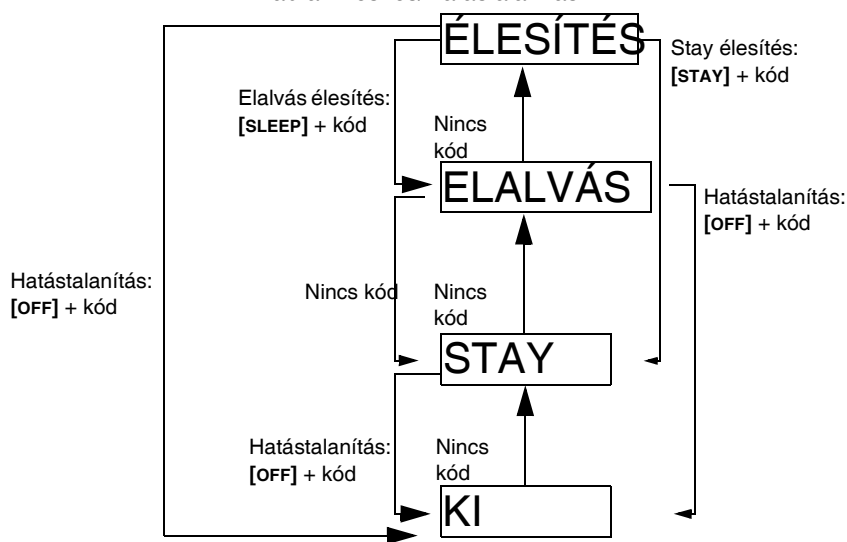 ÉLESÍTÉS
Stay élesítés:
[STAY] + kód
Elalvás élesítés:
[SLEEP] + kód
Nincs
kód
ELALVÁS
Hatástalanítás:
[OFF] + kód
Hatástalanítás:
[OFF] + kód
Nincs kód
Nincs
kód
STAY
Hatástalanítás:
[OFF] + kód
Nincs
kód
KI